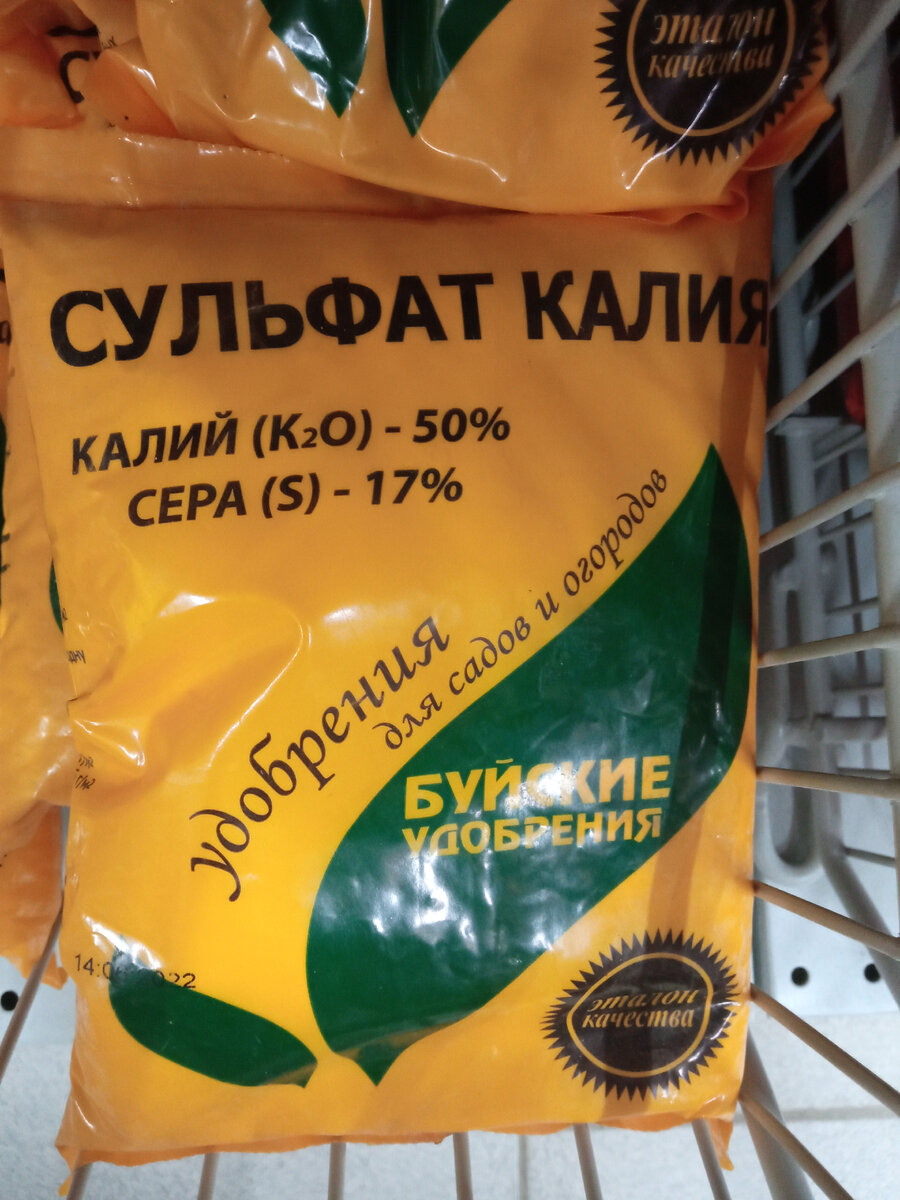 эталон
качества
СУЛЬФАТ КАЛИЯ
КАЛИЙ (K₂O) - 50%
СЕРА (S) - 17%
удобрения
для садов и огородов
БУЙСКИЕ
УДОБРЕНИЯ
эталон
качества